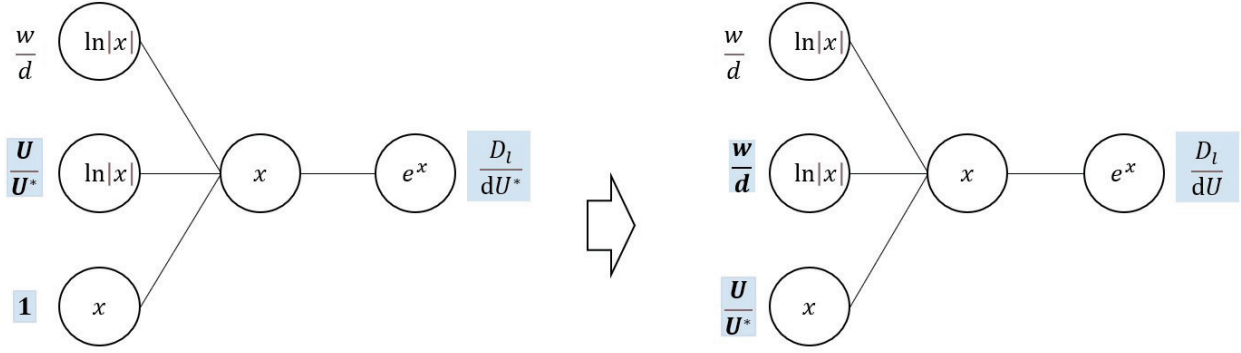 w/d
ln|x|
U/U*
ln|x|
x
e^x
D_l/dU*
1
x
w/d
ln|x|
w/d
ln|x|
x
e^x
D_l/dU
U/U*
x